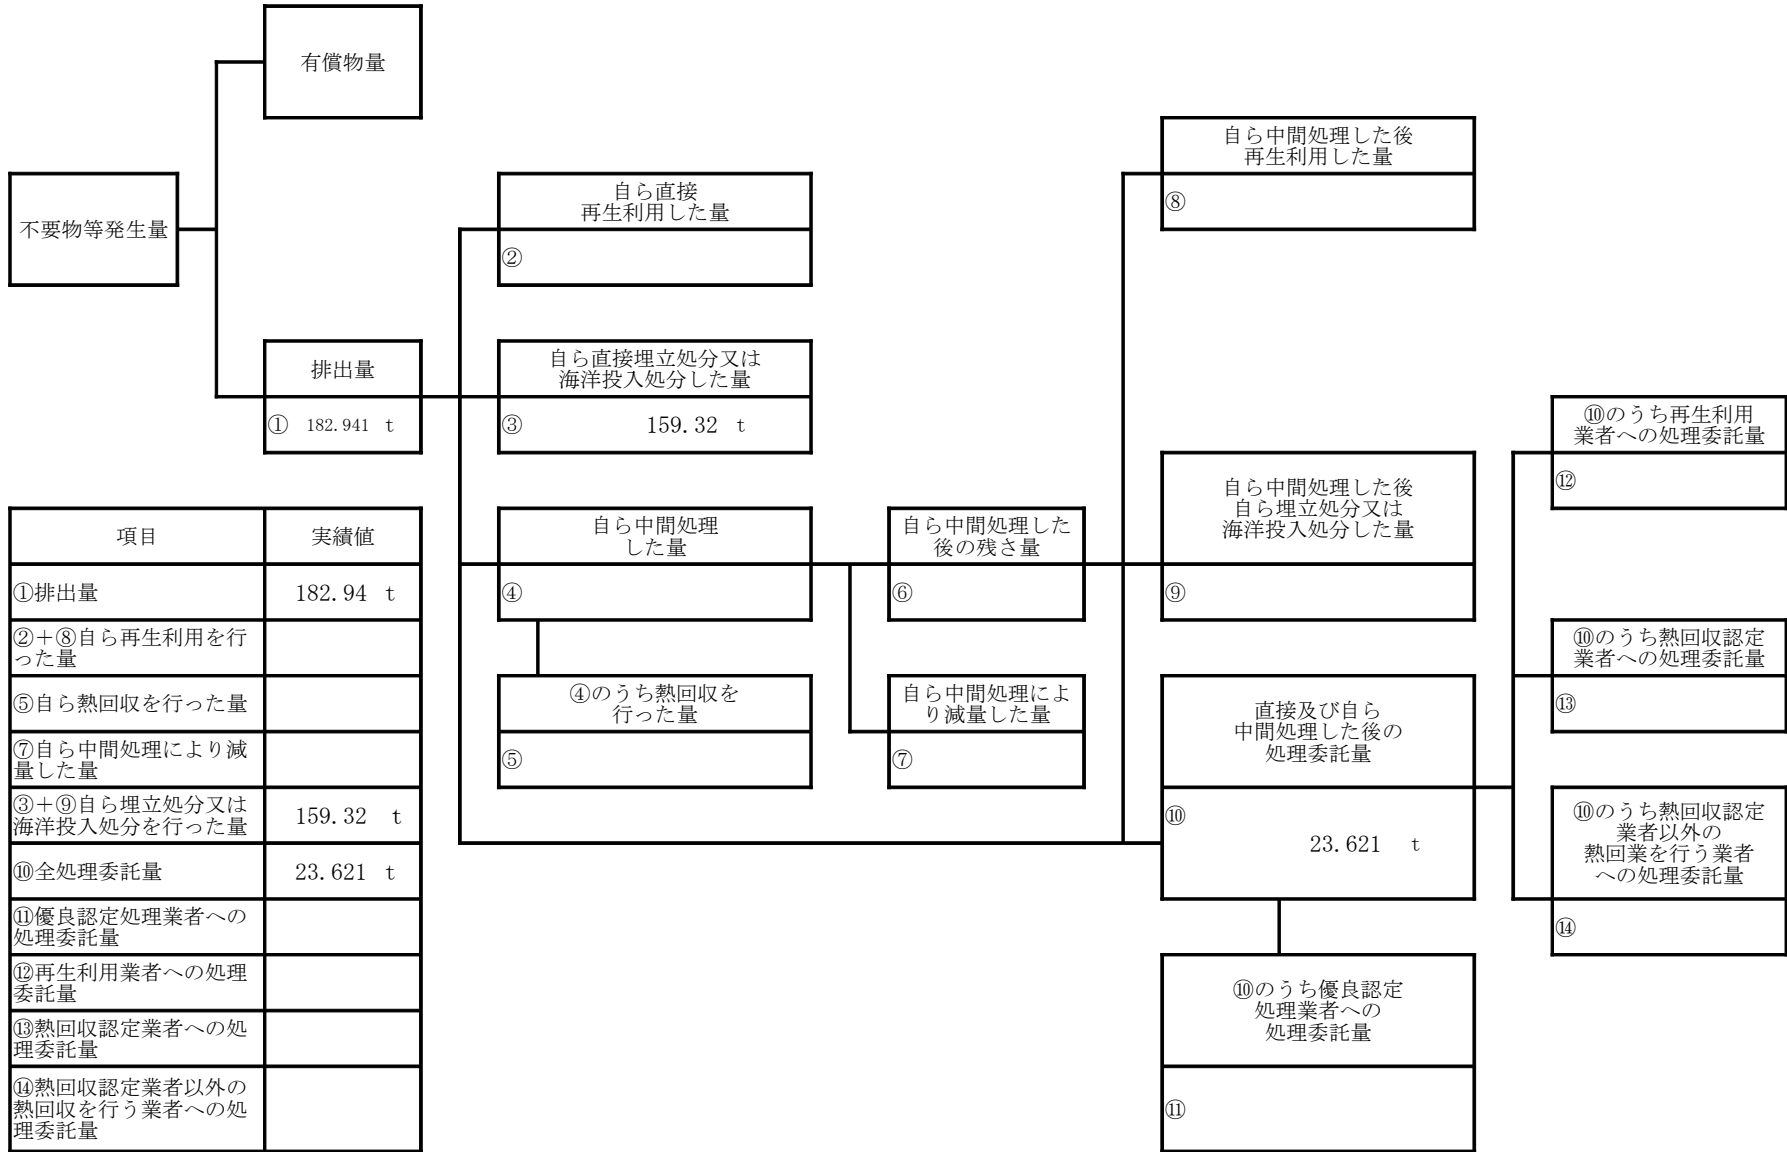 有償物量
不要物等発生量
排出量
① 182.941 t
自ら直接
再生利用した量
②
自ら直接埋立処分又は
海洋投入処分した量
③ 159.32 t
自ら中間処理
した量
④
④のうち熱回収を
行った量
⑤
自ら中間処理した
後の残さ量
⑥
自ら中間処理によ
り減量した量
⑦
自ら中間処理した後
再生利用した量
⑧
自ら中間処理した後
自ら埋立処分又は
海洋投入処分した量
⑨
直接及び自ら
中間処理した後の
処理委託量
⑩
23.621 t
⑩のうち優良認定
処理業者への
処理委託量
⑪
⑩のうち再生利用
業者への処理委託量
⑫
⑩のうち熱回収認定
業者への処理委託量
⑬
⑩のうち熱回収認定
業者以外の
熱回業を行う業者
への処理委託量
⑭
項目 実績値
①排出量 182.94 t
②＋⑧自ら再生利用を行
った量
⑤自ら熱回収を行った量
⑦自ら中間処理により減
量した量
③＋⑨自ら埋立処分又は
海洋投入処分を行った量 159.32 t
⑩全処理委託量 23.621 t
⑪優良認定処理業者への
処理委託量
⑫再生利用業者への処理
委託量
⑬熱回収認定業者への処
理委託量
⑭熱回収認定業者以外の
熱回収を行う業者への処
理委託量